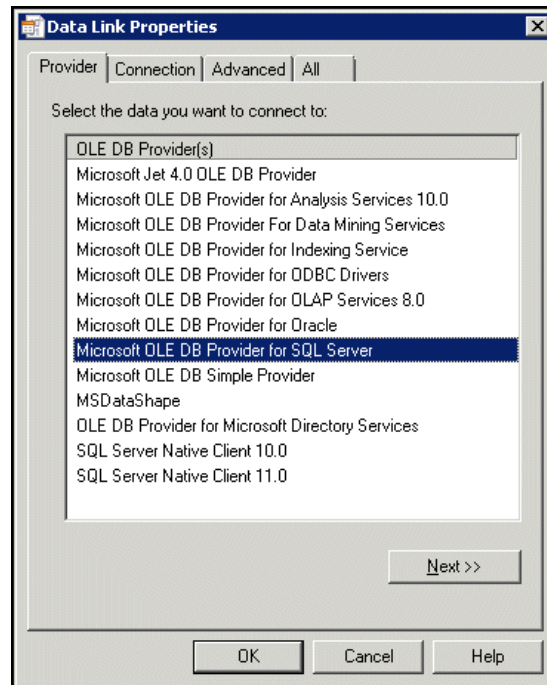 Data Link Properties
Provider Connection Advanced All
Select the data you want to connect to:
OLE DB Provider(s)
Microsoft Jet 4.0 OLE DB Provider
Microsoft OLE DB Provider for Analysis Services 10.0
Microsoft OLE DB Provider For Data Mining Services
Microsoft OLE DB Provider for Indexing Service
Microsoft OLE DB Provider for ODBC Drivers
Microsoft OLE DB Provider for OLAP Services 8.0
Microsoft OLE DB Provider for Oracle
Microsoft OLE DB Provider for SQL Server
Microsoft OLE DB Simple Provider
MSDataShape
OLE DB Provider for Microsoft Directory Services
SQL Server Native Client 10.0
SQL Server Native Client 11.0
Next >>
OK Cancel Help